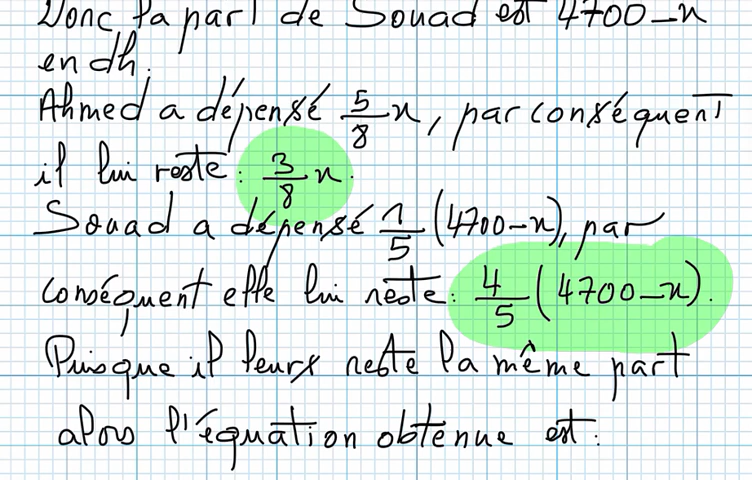 Donc la part de Souad est 4700-x
en dh.
Ahmed a dépensé 5/8 x, par conséquent
il lui reste : 3/8 x.
Souad a dépensé 1/5 (4700-x), par
conséquent elle lui reste : 4/5 (4700-x).
Puisque il leurs reste la même part
alors l'équation obtenue est :